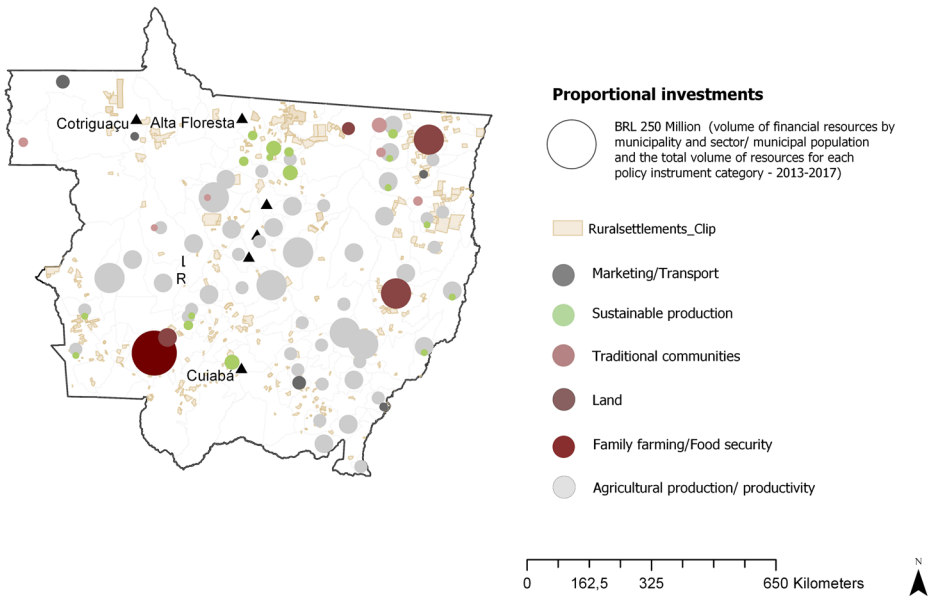 Cotriguaçu
Alta Floresta
L
R
Cuiabá
Proportional investments
BRL 250 Million (volume of financial resources by
municipality and sector/ municipal population
and the total volume of resources for each
policy instrument category - 2013-2017)
Ruralsettlements_Clip
Marketing/Transport
Sustainable production
Traditional communities
Land
Family farming/Food security
Agricultural production/ productivity
0 162,5 325 650 Kilometers
N